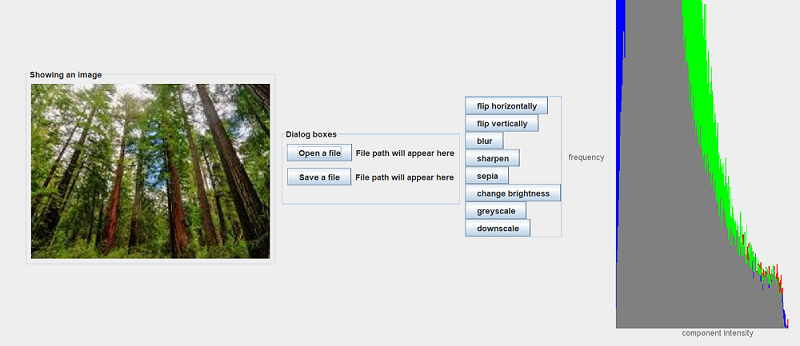 Showing an image
Dialog boxes
Open a file
File path will appear here
Save a file
File path will appear here
flip horizontally
flip vertically
blur
sharpen
sepia
change brightness
greyscale
downscale
frequency
component intensity